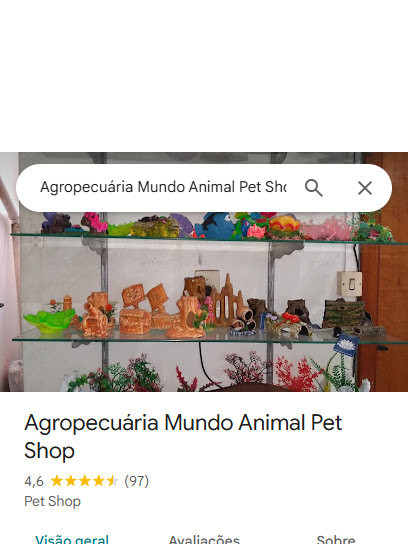 Agropecuária Mundo Animal Pet Sho
Agropecuária Mundo Animal Pet
Shop
4,6 (97)
Pet Shop
Visão geral Avaliações Sobre